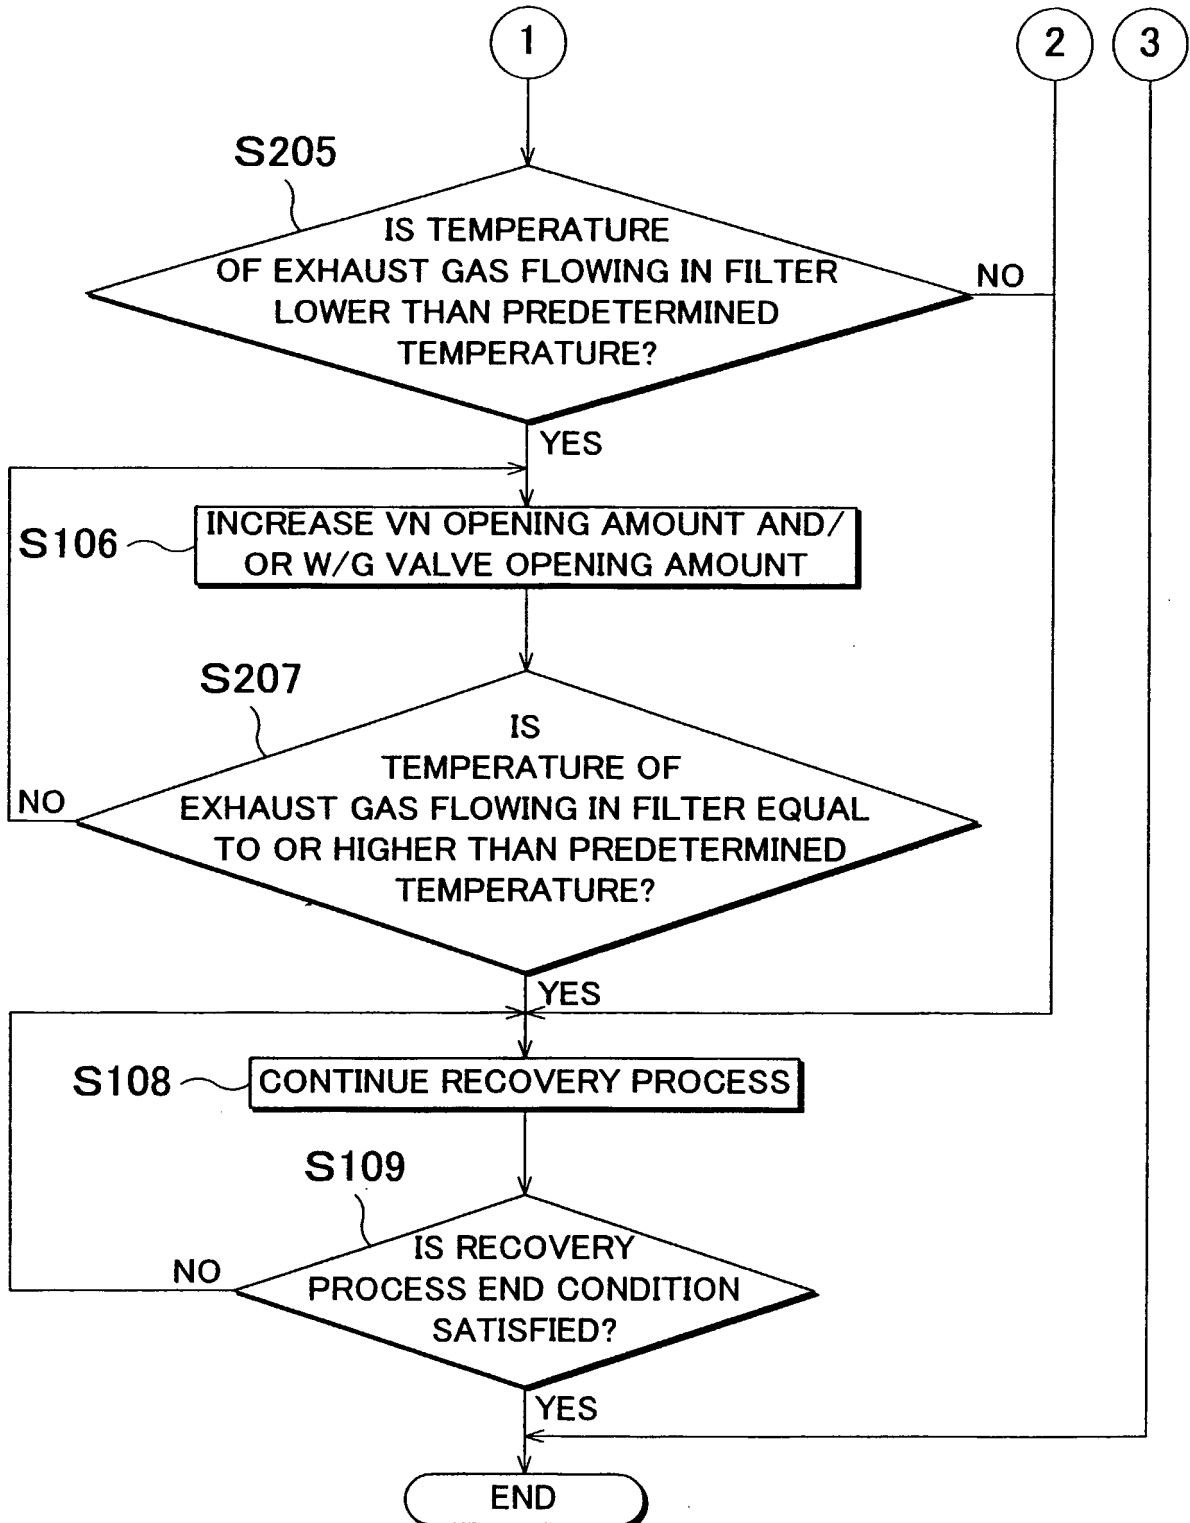 1
2
3
S205
IS TEMPERATURE
OF EXHAUST GAS FLOWING IN FILTER
LOWER THAN PREDETERMINED
TEMPERATURE?
NO
YES
S106
INCREASE VN OPENING AMOUNT AND/
OR W/G VALVE OPENING AMOUNT
S207
IS
TEMPERATURE OF
EXHAUST GAS FLOWING IN FILTER EQUAL
TO OR HIGHER THAN PREDETERMINED
TEMPERATURE?
NO
YES
S108
CONTINUE RECOVERY PROCESS
S109
IS RECOVERY
PROCESS END CONDITION
SATISFIED?
NO
YES
END